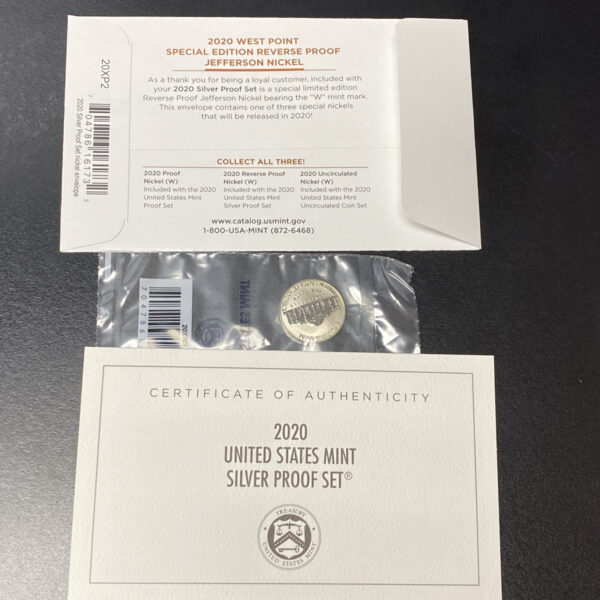 2020 WEST POINT
SPECIAL EDITION REVERSE PROOF
JEFFERSON NICKEL
As a thank you for being a loyal customer, included with
your 2020 Silver Proof Set is a special limited edition
Reverse Proof Jefferson Nickel bearing the "W" mint mark.
This envelope contains one of three special nickels
that will be released in 2020!
COLLECT ALL THREE!
2020 Proof
Nickel (W)
Included with the 2020
United States Mint
Proof Set
2020 Reverse Proof
Nickel (W)
Included with the 2020
United States Mint
Silver Proof Set
2020 Uncirculated
Nickel (W)
Included with the 2020
United States Mint
Uncirculated Coin Set
www.catalog.usmint.gov
1-800-USA-MINT (872-6468)
20XP2
7 04786 16173 2
2020 Silver Proof Set nickel envelope
704786
CERTIFICATE OF AUTHENTICITY
2020
UNITED STATES MINT
SILVER PROOF SET®
TREASURY
UNITED STATES MINT